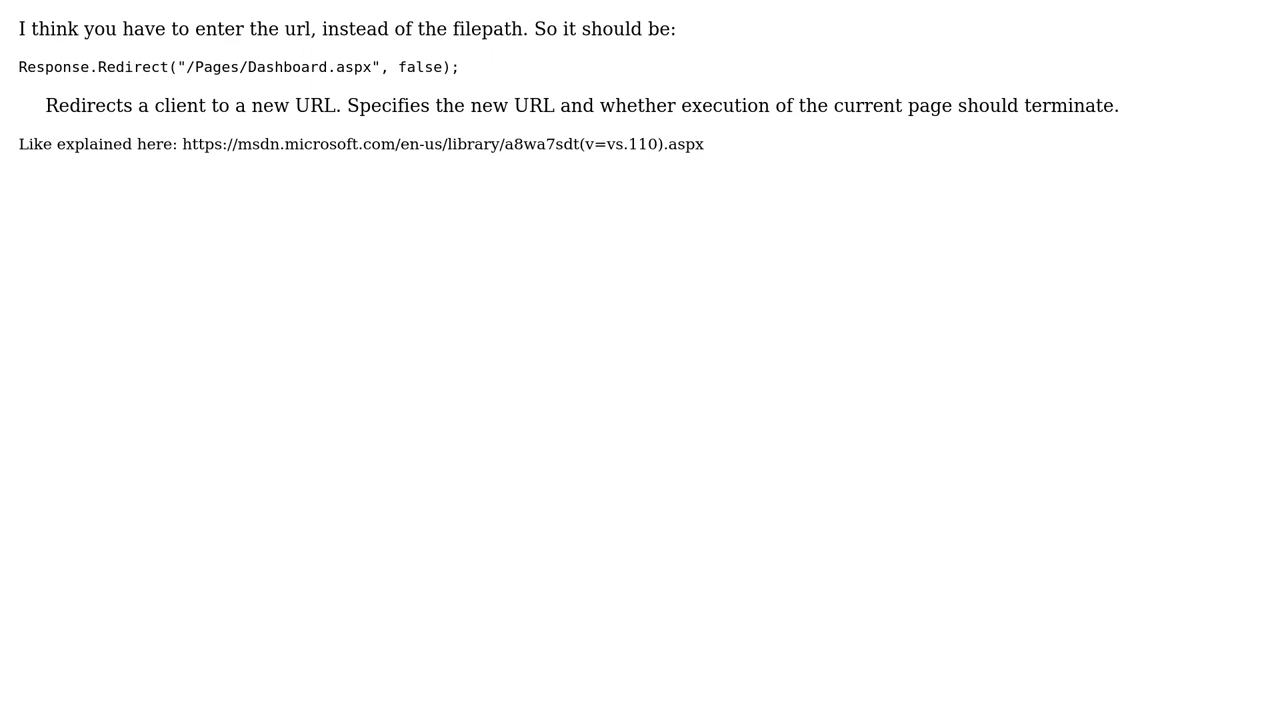 I think you have to enter the url, instead of the filepath. So it should be:
Response.Redirect("/Pages/Dashboard.aspx", false);
Redirects a client to a new URL. Specifies the new URL and whether execution of the current page should terminate.
Like explained here: https://msdn.microsoft.com/en-us/library/a8wa7sdt(v=vs.110).aspx